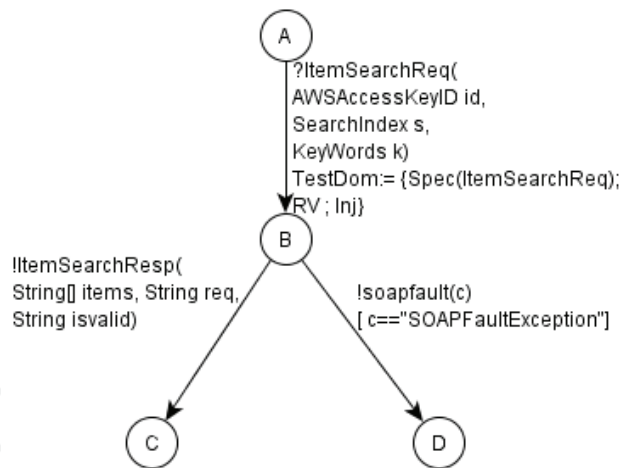 A
?ItemSearchReq(
AWSAccessKeyID id,
SearchIndex s,
KeyWords k)
TestDom:= {Spec(ItemSearchReq);
RV ; Inj}
B
!ItemSearchResp(
String[] items, String req,
String isvalid)
!soapfault(c)
[ c=="SOAPFaultException"]
C
D